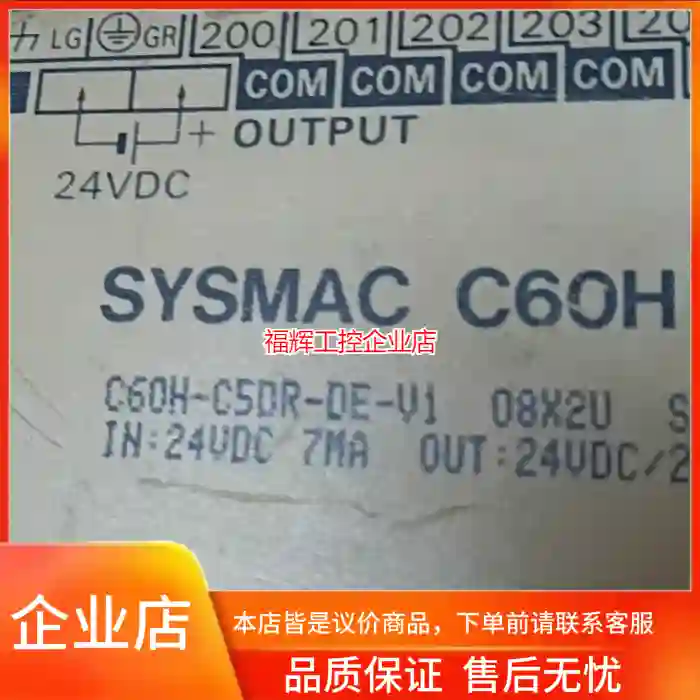 LG GR 200 201 202 203 20
COM COM COM COM
+ OUTPUT
24VDC
SYSMAC C60H
福辉工控企业店
C60H-C5DR-DE-V1 08X2U S
IN:24VDC 7MA OUT:24VDC/2
企业店
本店皆是议价商品，下单前请联系客服
品质保证 售后无忧